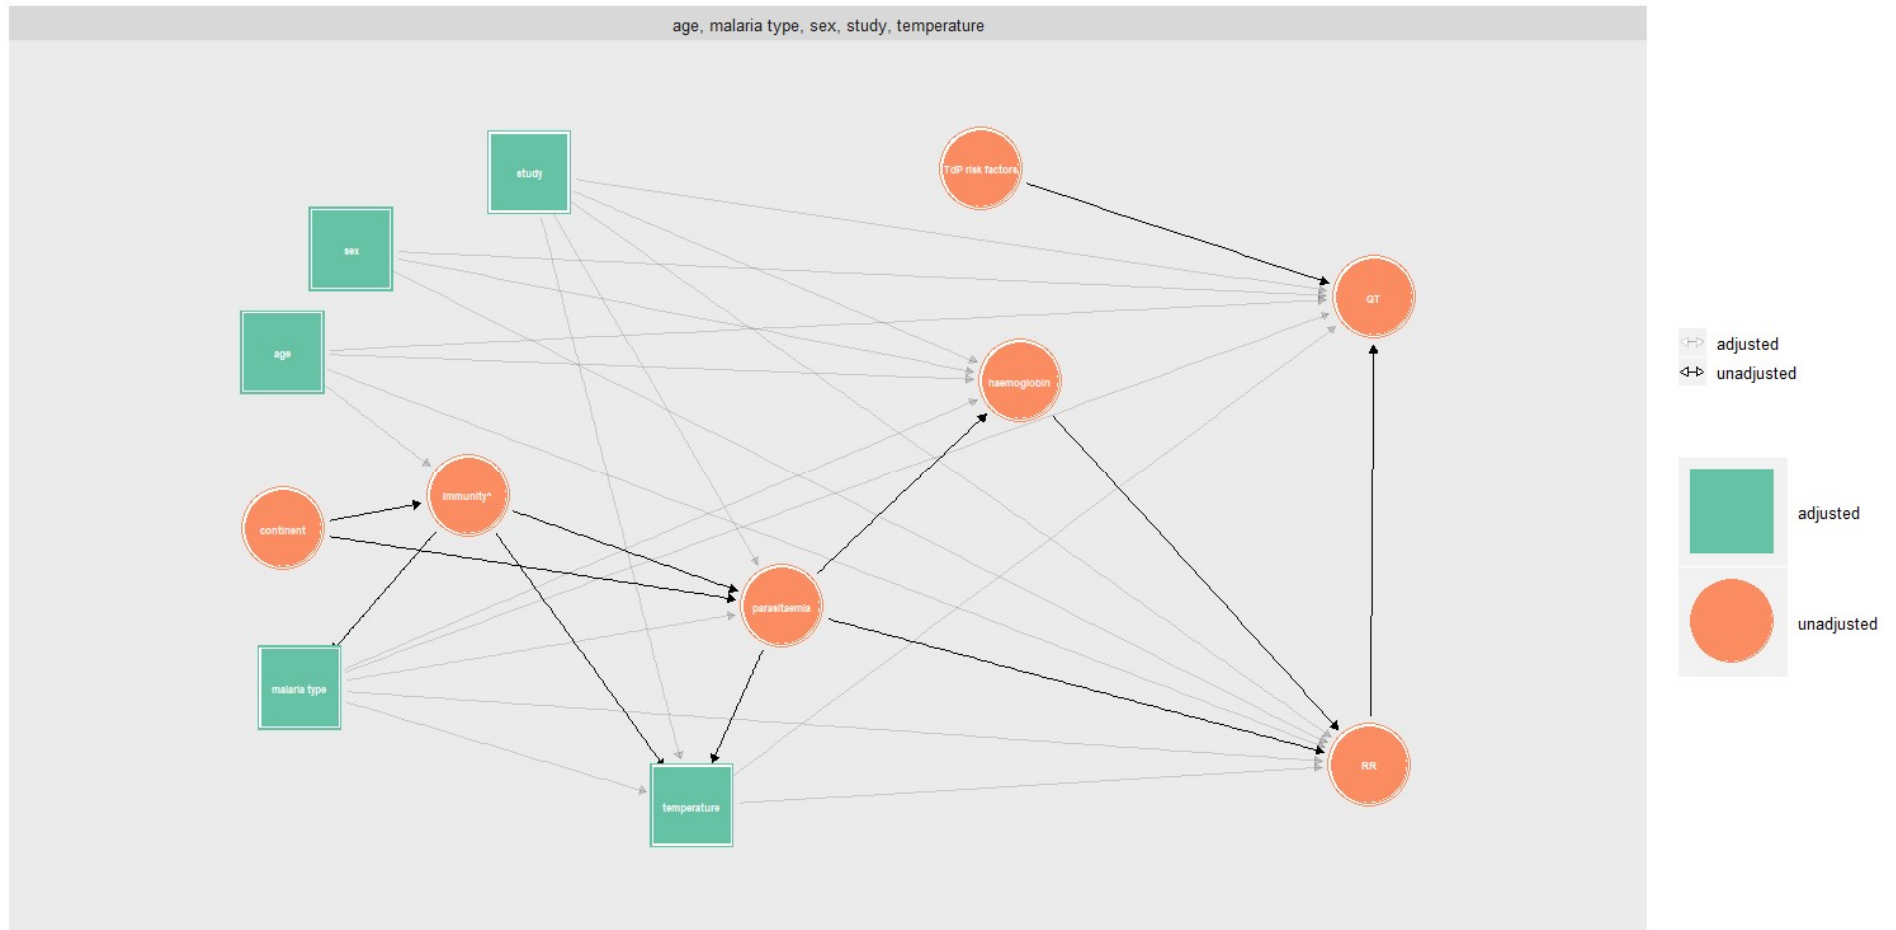 age, malaria type, sex, study, temperature
study
TdP risk factors,
sex
QT
age
haemoglobin
immunity^
continent
parasitaemia
malaria type
temperature
RR
adjusted
unadjusted
adjusted
unadjusted